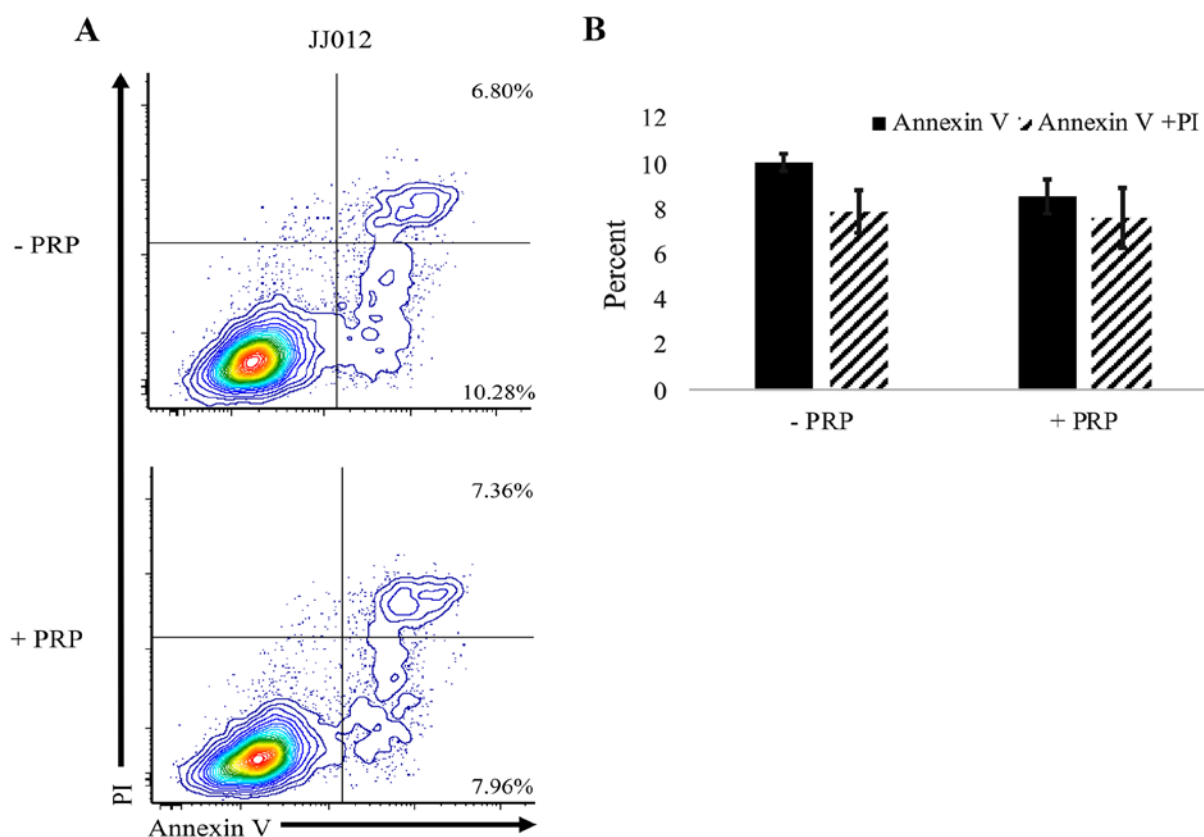 A
JJ012
6.80%
- PRP
10.28%
7.36%
+ PRP
7.96%
PI
Annexin V
B
Annexin V Annexin V +PI
12
10
8
6
4
2
0
Percent
- PRP + PRP